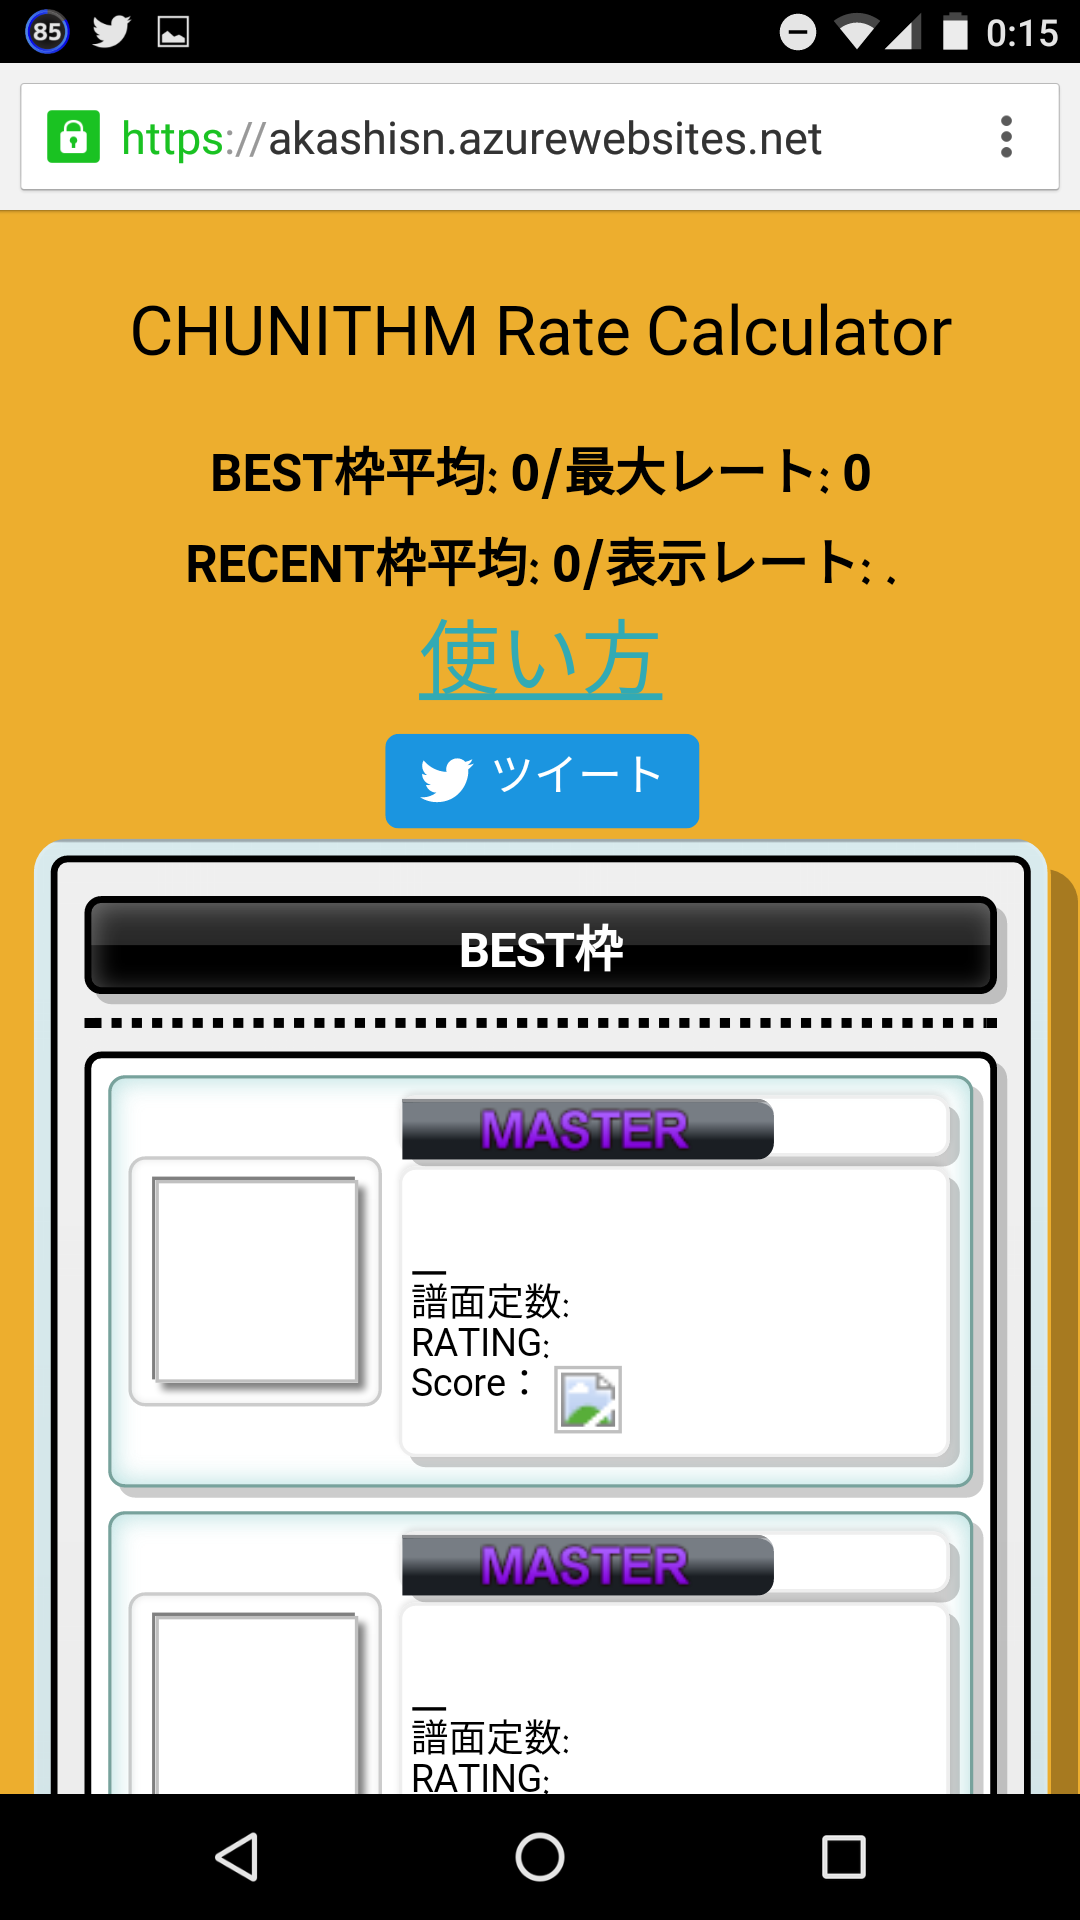 85
0:15
https://akashisn.azurewebsites.net
CHUNITHM Rate Calculator
BEST枠平均: 0/最大レート: 0
RECENT枠平均: 0/表示レート: .
使い方
ツイート
BEST枠
MASTER
譜面定数:
RATING:
Score：
MASTER
譜面定数:
RATING: